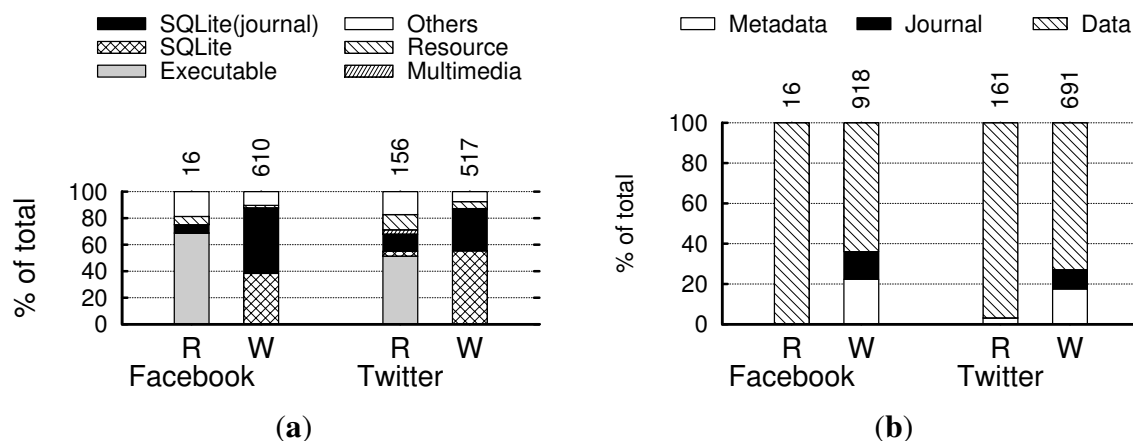 SQLite(journal) Others
SQLite Resource
Executable Multimedia
16 610 156 517
100
80
60
40
20
0
% of total
R W R W
Facebook Twitter
(a)
Metadata Journal Data
16 918 161 691
100
80
60
40
20
0
% of total
R W R W
Facebook Twitter
(b)